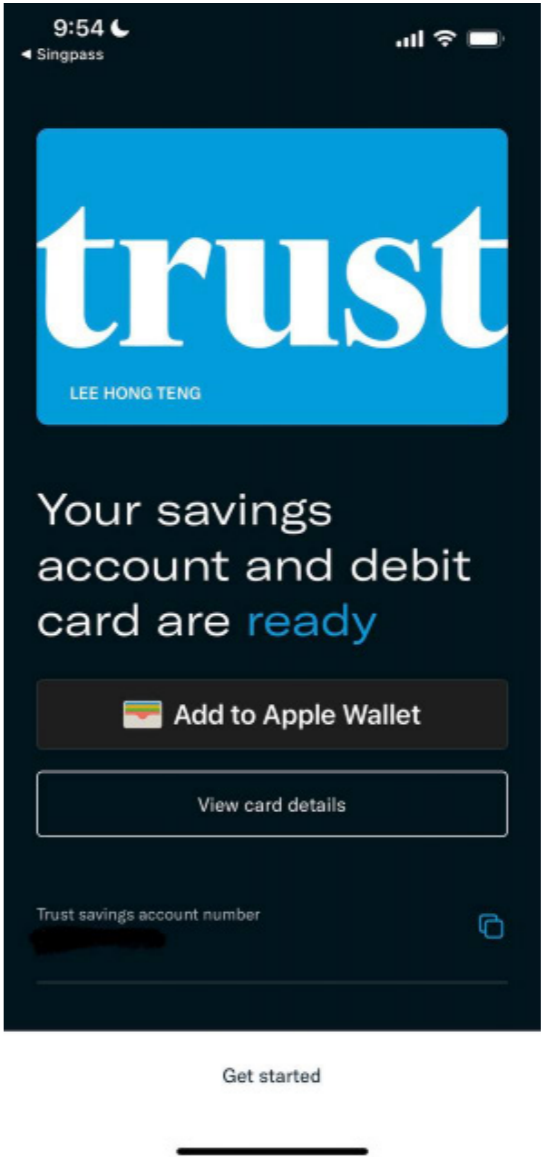 9:54
◀ Singpass
trust
LEE HONG TENG
Your savings
account and debit
card are ready
Add to Apple Wallet
View card details
Trust savings account number
Get started